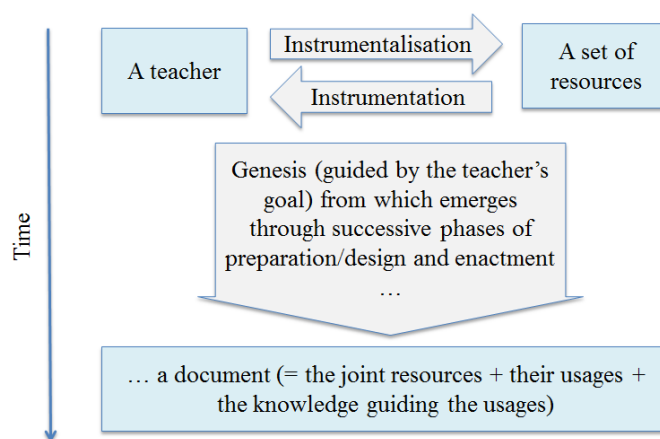 Instrumentalisation
A teacher
A set of
resources
Instrumentation
Genesis (guided by the teacher’s
goal) from which emerges
through successive phases of
preparation/design and enactment
…
Time
… a document (= the joint resources + their usages +
the knowledge guiding the usages)